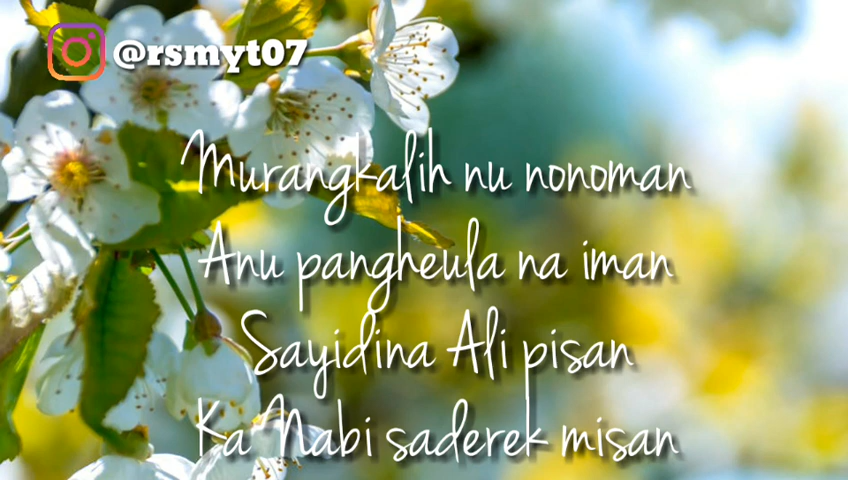 @rsmyt07
Murangkalih nu nonoman
Anu pangheula na iman
Sayidina Ali pisan
Ka Nabi saderek misan